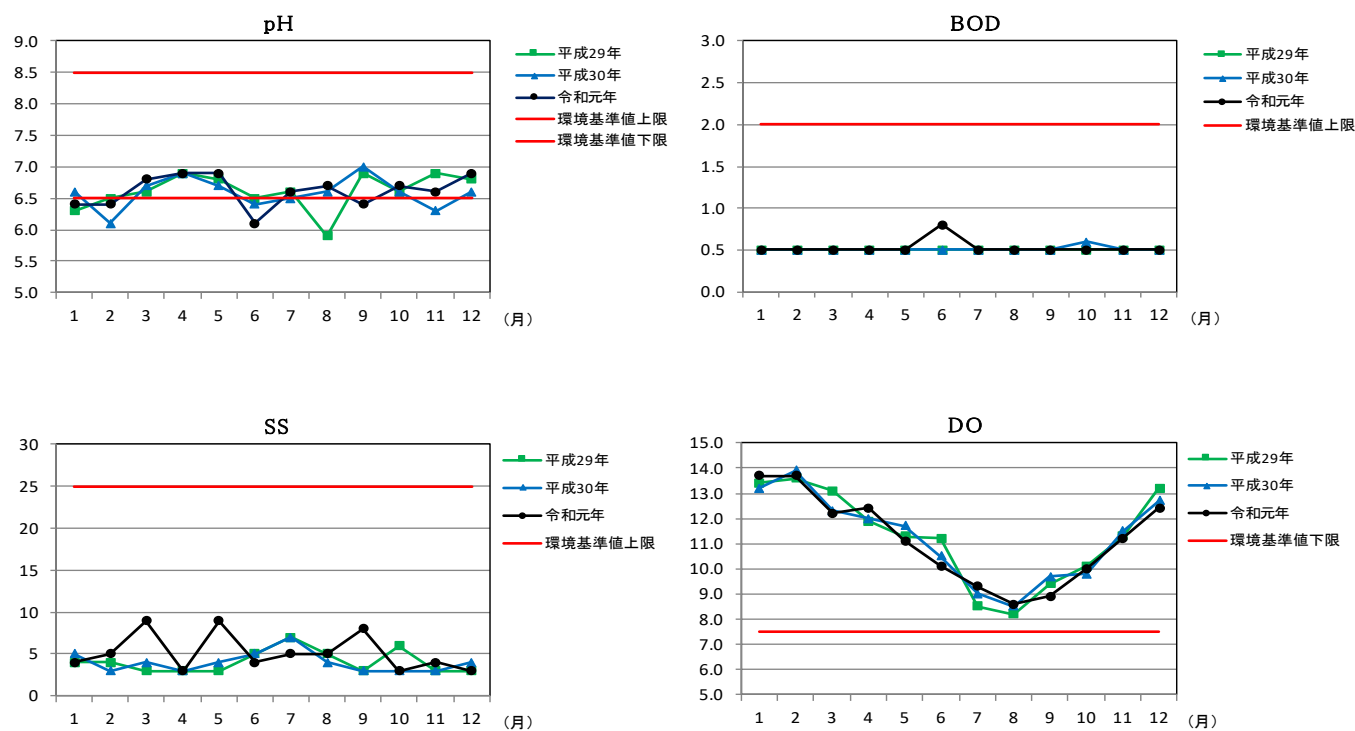 pH
9.0
8.5
8.0
7.5
7.0
6.5
6.0
5.5
5.0
1 2 3 4 5 6 7 8 9 10 11 12
（月）
平成29年
平成30年
令和元年
環境基準値上限
環境基準値下限
BOD
3.0
2.5
2.0
1.5
1.0
0.5
0.0
1 2 3 4 5 6 7 8 9 10 11 12
（月）
平成29年
平成30年
令和元年
環境基準値上限
SS
30
25
20
15
10
5
0
1 2 3 4 5 6 7 8 9 10 11 12
（月）
平成29年
平成30年
令和元年
環境基準値上限
DO
15.0
14.0
13.0
12.0
11.0
10.0
9.0
8.0
7.0
6.0
5.0
1 2 3 4 5 6 7 8 9 10 11 12
（月）
平成29年
平成30年
令和元年
環境基準値下限